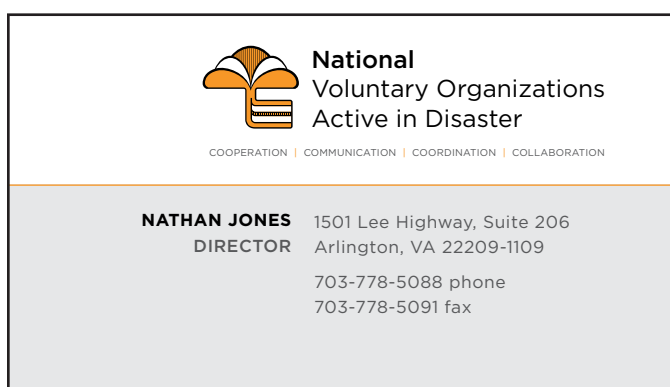 National
Voluntary Organizations
Active in Disaster
COOPERATION | COMMUNICATION | COORDINATION | COLLABORATION
NATHAN JONES
DIRECTOR
1501 Lee Highway, Suite 206
Arlington, VA 22209-1109
703-778-5088 phone
703-778-5091 fax